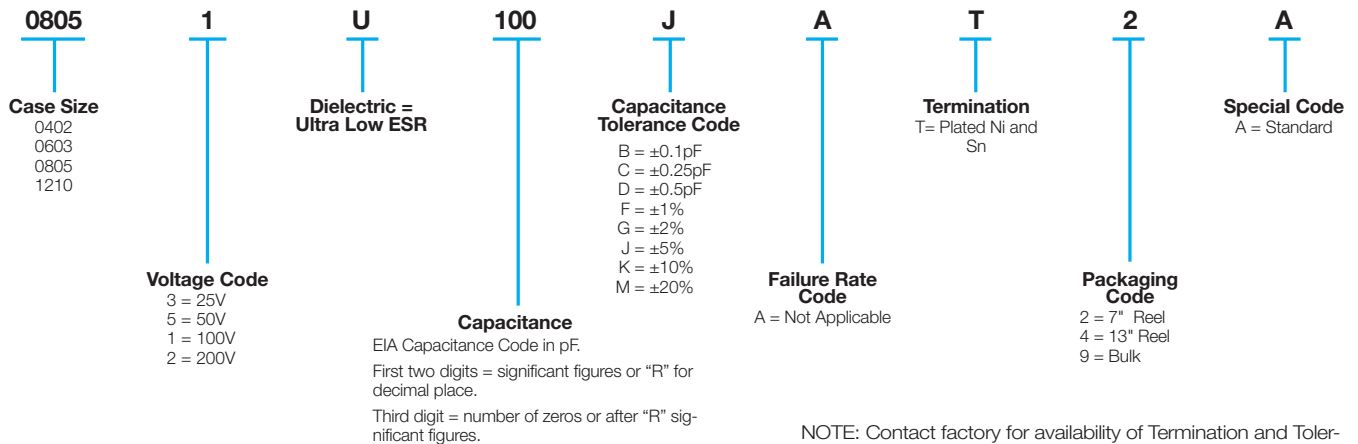 0805 1 U 100 J A T 2 A
Case Size
0402
0603
0805
1210
Voltage Code
3 = 25V
5 = 50V
1 = 100V
2 = 200V
Dielectric =
Ultra Low ESR
Capacitance
EIA Capacitance Code in pF.
First two digits = significant figures or “R” for
decimal place.
Third digit = number of zeros or after “R” sig-
nificant figures.
Capacitance
Tolerance Code
B = ±0.1pF
C = ±0.25pF
D = ±0.5pF
F = ±1%
G = ±2%
J = ±5%
K = ±10%
M = ±20%
Failure Rate
Code
A = Not Applicable
Termination
T= Plated Ni and
Sn
Packaging
Code
2 = 7" Reel
4 = 13" Reel
9 = Bulk
Special Code
A = Standard
NOTE: Contact factory for availability of Termination and Toler-